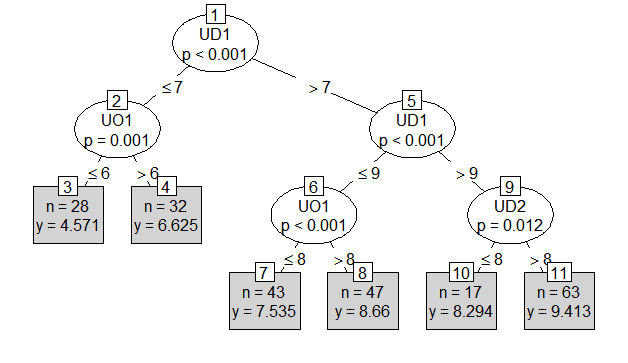 1
UD1
p < 0.001
≤ 7
> 7
2
UO1
p = 0.001
5
UD1
p < 0.001
≤ 6
> 6
≤ 9
> 9
3
n = 28
y = 4.571
4
n = 32
y = 6.625
6
UO1
p < 0.001
9
UD2
p = 0.012
≤ 8
> 8
≤ 8
> 8
7
n = 43
y = 7.535
8
n = 47
y = 8.66
10
n = 17
y = 8.294
11
n = 63
y = 9.413